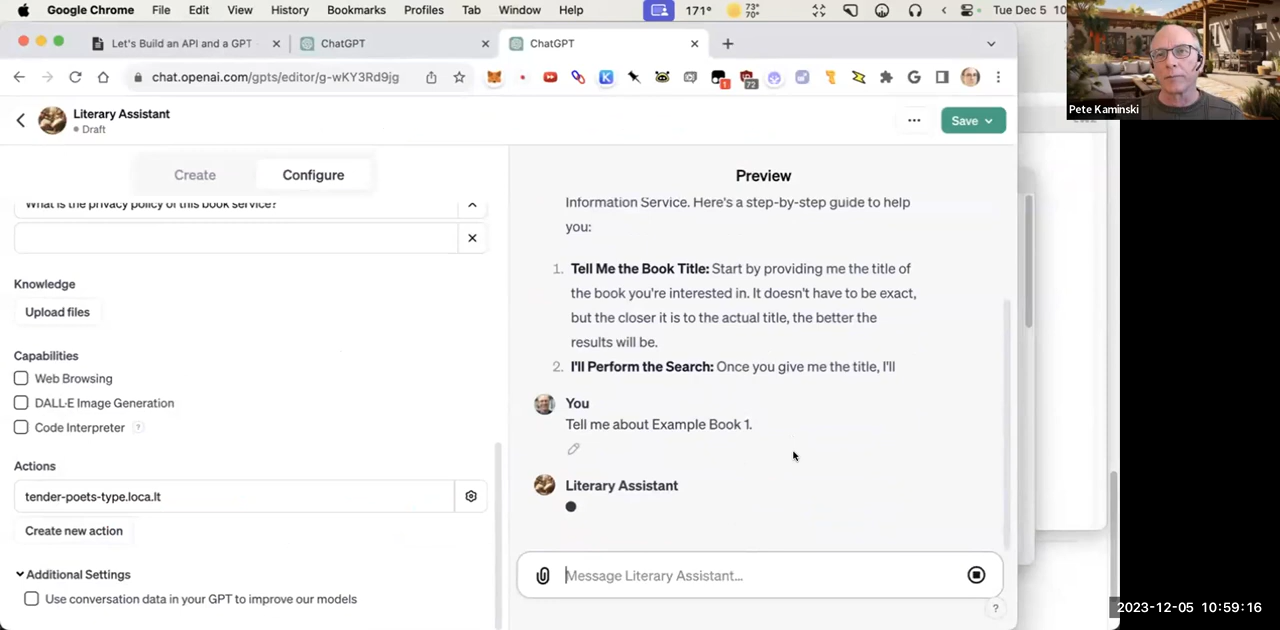 Google Chrome File Edit View History Bookmarks Profiles Tab Window Help 171° 73° 70° Tue Dec 5 10
Let's Build an API and a GPT ChatGPT ChatGPT
chat.openai.com/gpts/editor/g-wKY3Rd9jg
1 72
Pete Kaminski
Literary Assistant
Draft
Save
Create Configure
Preview
What is the privacy policy of this book service?
Information Service. Here's a step-by-step guide to help
you:
1. Tell Me the Book Title: Start by providing me the title of
the book you're interested in. It doesn't have to be exact,
but the closer it is to the actual title, the better the
results will be.
2. I'll Perform the Search: Once you give me the title, I'll
Knowledge
Upload files
Capabilities
Web Browsing
DALL·E Image Generation
Code Interpreter ?
Actions
tender-poets-type.loca.lt
Create new action
Additional Settings
Use conversation data in your GPT to improve our models
You
Tell me about Example Book 1.
Literary Assistant
Message Literary Assistant...
?
2023-12-05 10:59:16